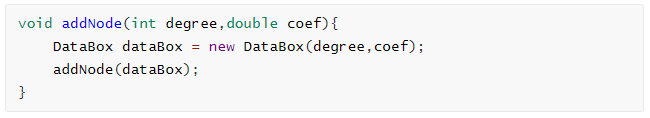 void addNode(int degree,double coef){
    DataBox dataBox = new DataBox(degree,coef);
    addNode(dataBox);
}